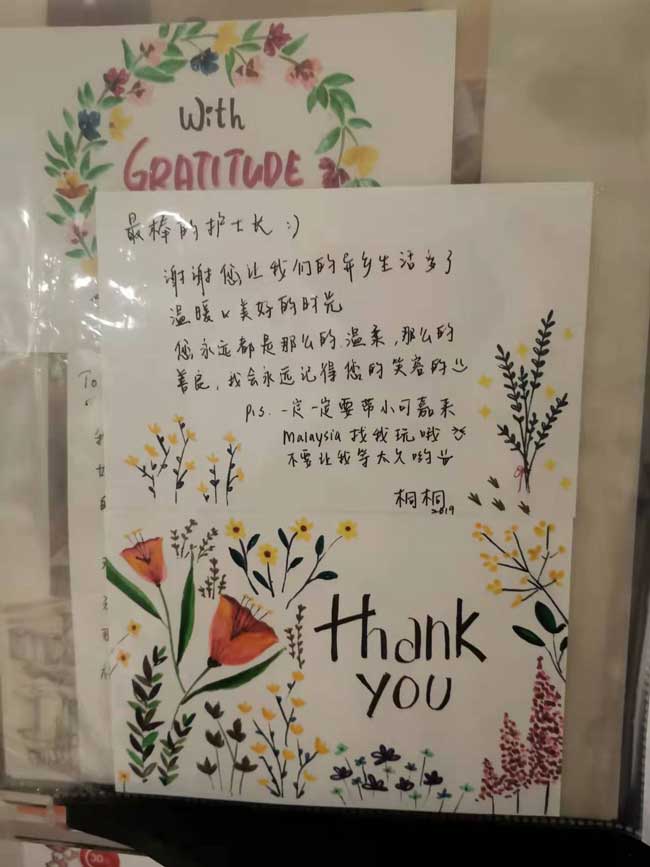 With
GRATITUDE
最棒的护士长 :)
谢谢您让我们的异乡生活多了
温暖 & 美好的时光
您永远都是那么的温柔,那么的
善良,我会永远记得您的笑容的
P.s. 一定一定要带小可嘉来
Malaysia 找我玩哦
不要让我等太久哟
桐桐
2019
To
thank
you